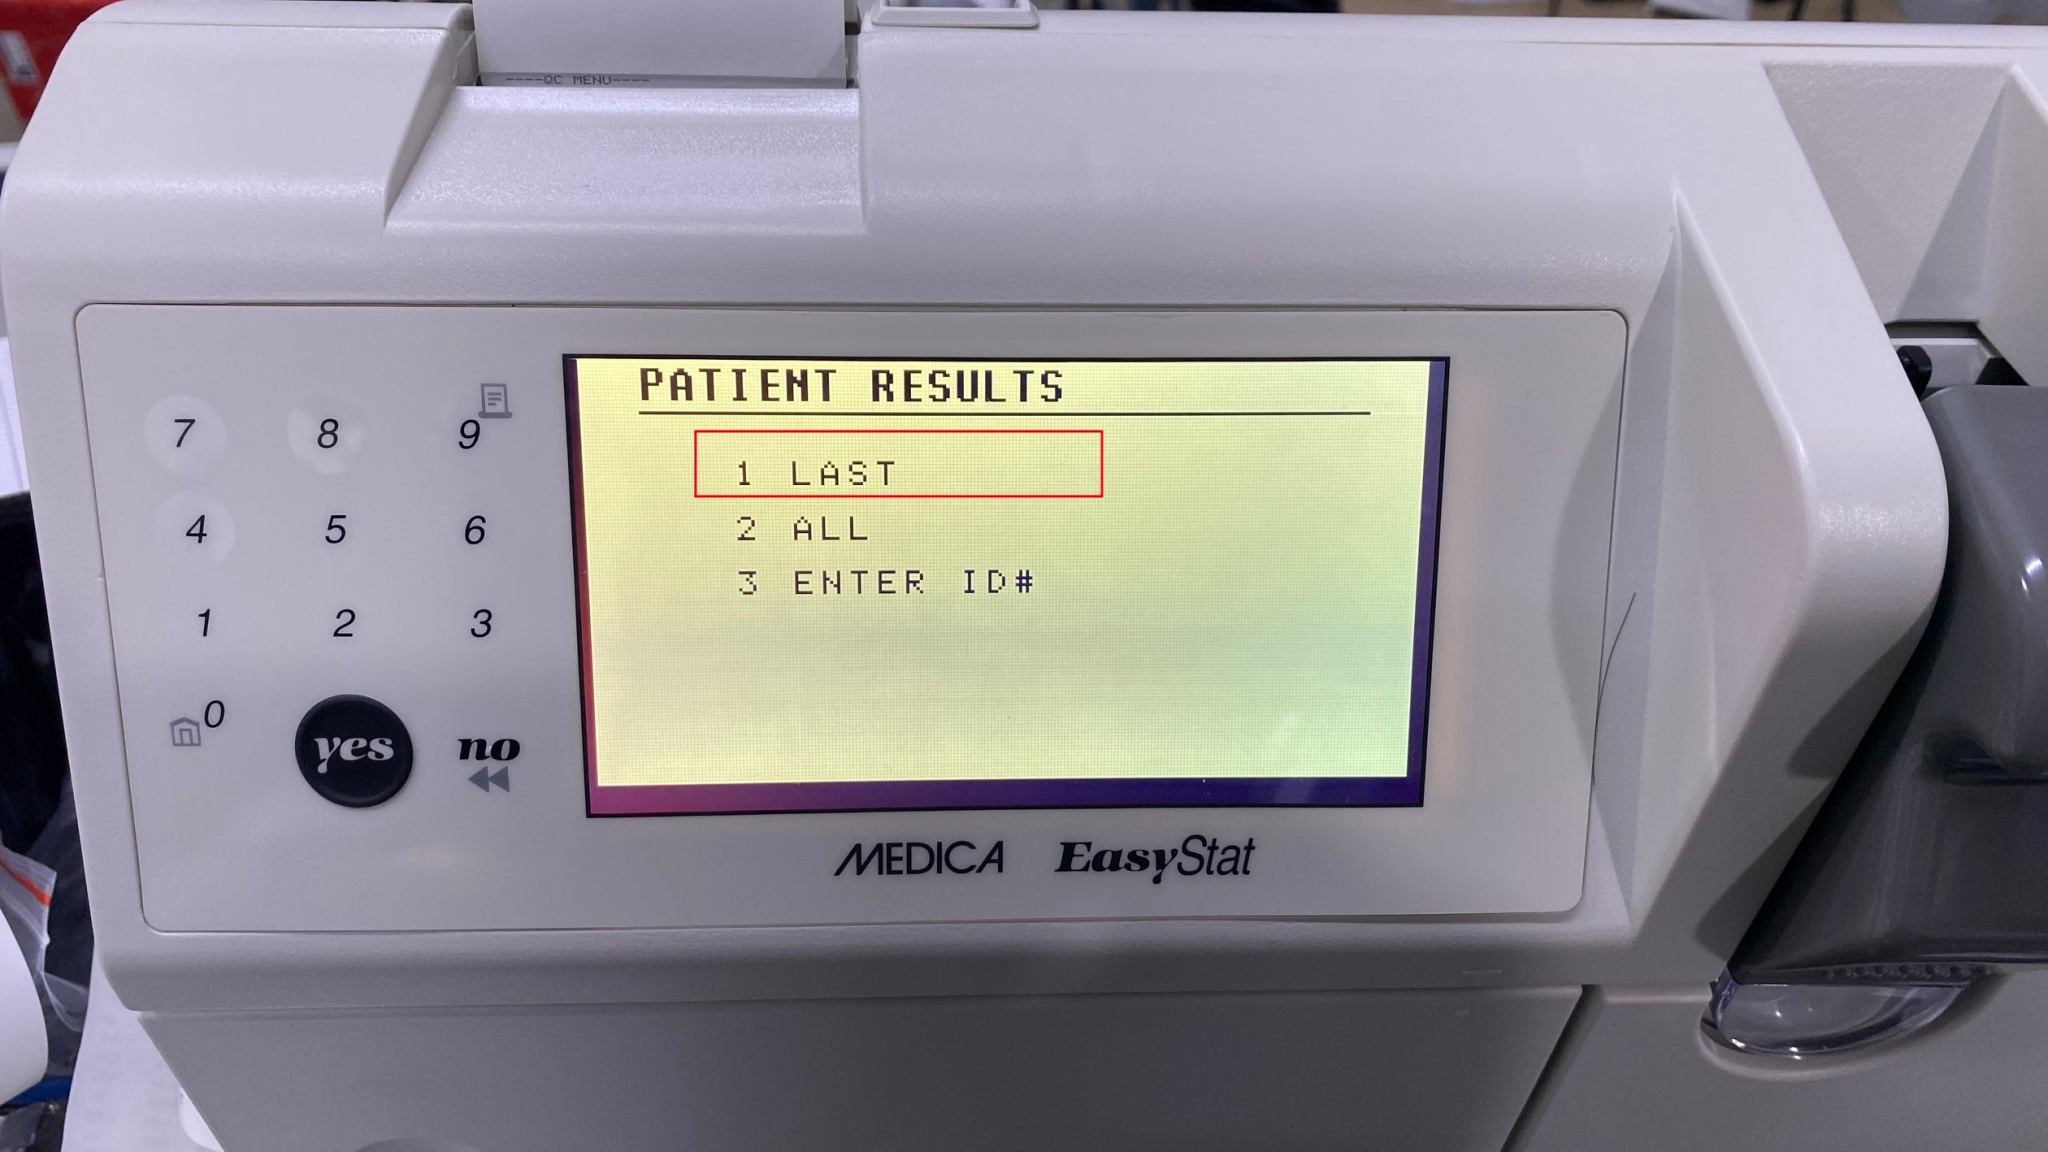 ----QC MENU----
PATIENT RESULTS
1 LAST
2 ALL
3 ENTER ID#
7 8 9
4 5 6
1 2 3
0 yes no
MEDICA EasyStat